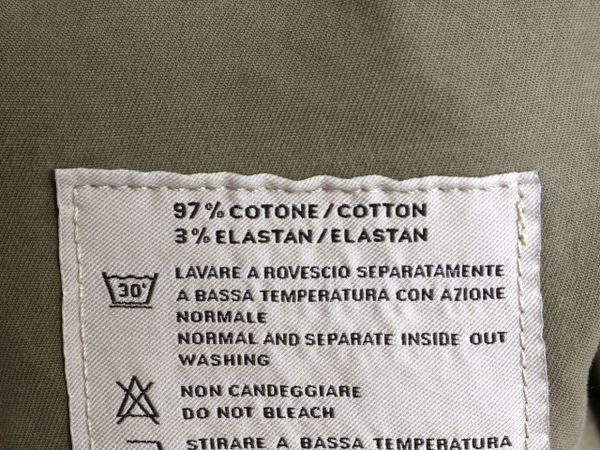 97% COTONE/COTTON
3% ELASTAN/ELASTAN
30°
LAVARE A ROVESCIO SEPARATAMENTE
A BASSA TEMPERATURA CON AZIONE
NORMALE
NORMAL AND SEPARATE INSIDE OUT
WASHING
NON CANDEGGIARE
DO NOT BLEACH
STIRARE A BASSA TEMPERATURA